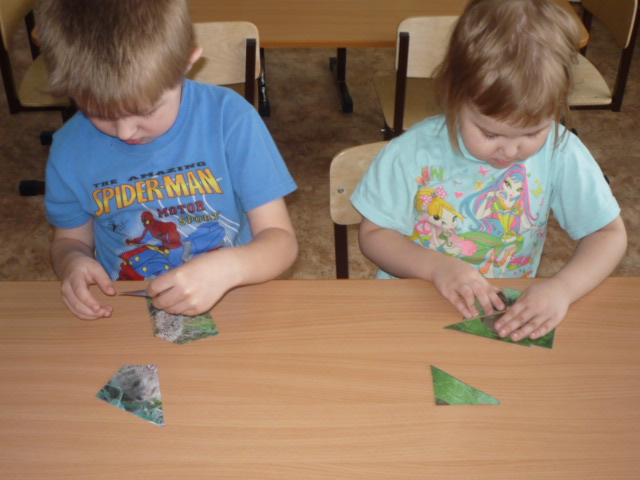 THE AMAZING
SPIDER-MAN
MOTOR
SPORT